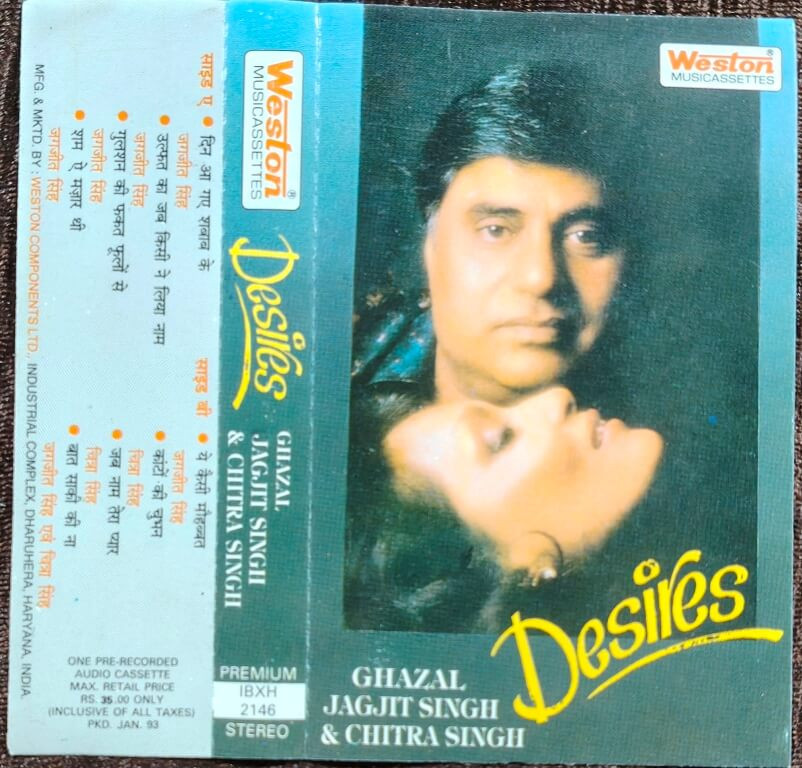 Weston®
MUSICASSETTES
Desires
GHAZAL
JAGJIT SINGH
& CHITRA SINGH
Weston®
MUSICASSETTES
Desires
GHAZAL
JAGJIT SINGH
& CHITRA SINGH
PREMIUM
IBXH
2146
STEREO
साइड ए
● दिन आ गए शबाब के
जगजीत सिंह
● उल्फत का जब किसी ने लिया नाम
जगजीत सिंह
● गुलशन की फकत फूलों से
जगजीत सिंह
● शाम ऐ मज़ार थी
जगजीत सिंह
साइड बी
● ये कैसी मौहब्बत
जगजीत सिंह
● कांटों की चुभन
चित्रा सिंह
● जब नाम तेरा प्यार
चित्रा सिंह
● बात साकी की ना
जगजीत सिंह एवं चित्रा सिंह
MFG. & MKTD. BY : WESTON COMPONENTS LTD., INDUSTRIAL COMPLEX, DHARUHERA, HARYANA, INDIA.
ONE PRE-RECORDED
AUDIO CASSETTE
MAX. RETAIL PRICE
RS. 35.00 ONLY
(INCLUSIVE OF ALL TAXES)
PKD. JAN. 93